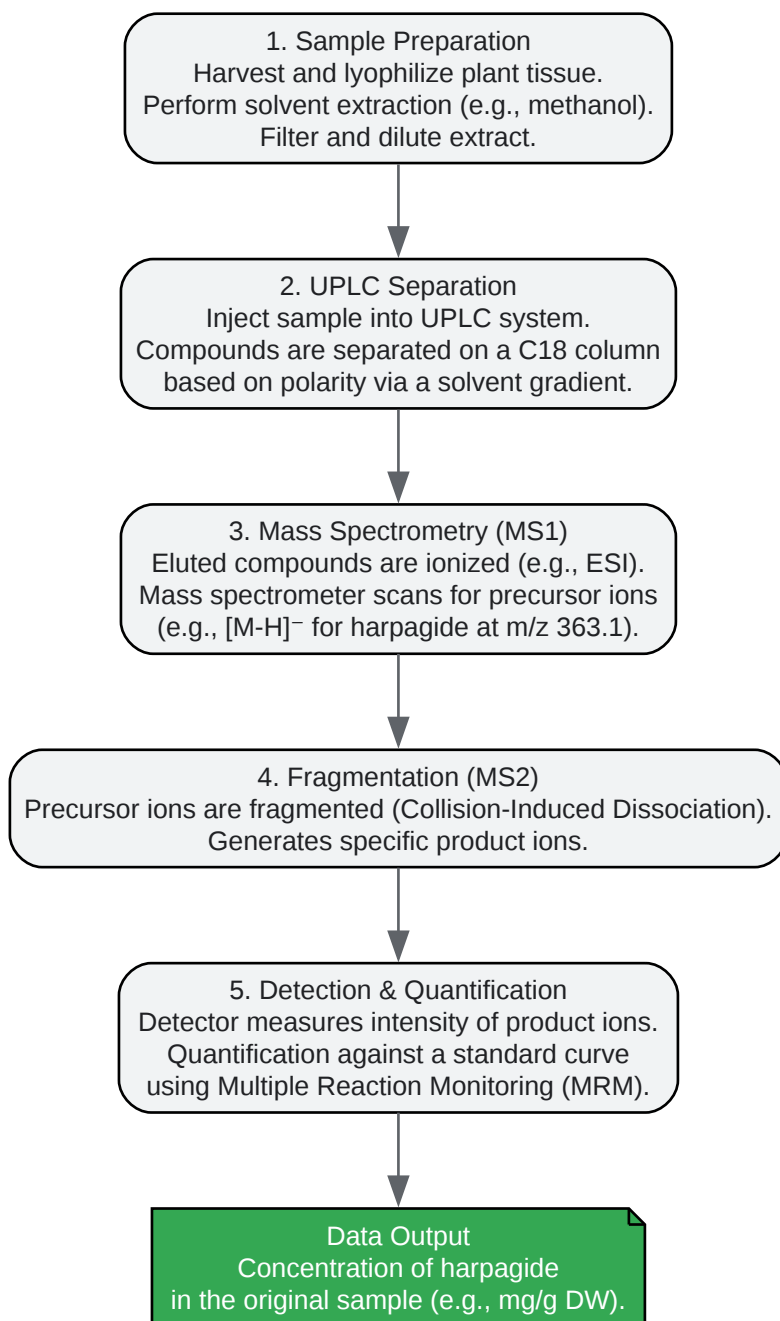 1. Sample Preparation
Harvest and lyophilize plant tissue.
Perform solvent extraction (e.g., methanol).
Filter and dilute extract.
2. UPLC Separation
Inject sample into UPLC system.
Compounds are separated on a C18 column
based on polarity via a solvent gradient.
3. Mass Spectrometry (MS1)
Eluted compounds are ionized (e.g., ESI).
Mass spectrometer scans for precursor ions
(e.g., [M-H]⁻ for harpagide at m/z 363.1).
4. Fragmentation (MS2)
Precursor ions are fragmented (Collision-Induced Dissociation).
Generates specific product ions.
5. Detection & Quantification
Detector measures intensity of product ions.
Quantification against a standard curve
using Multiple Reaction Monitoring (MRM).
Data Output
Concentration of harpagide
in the original sample (e.g., mg/g DW).